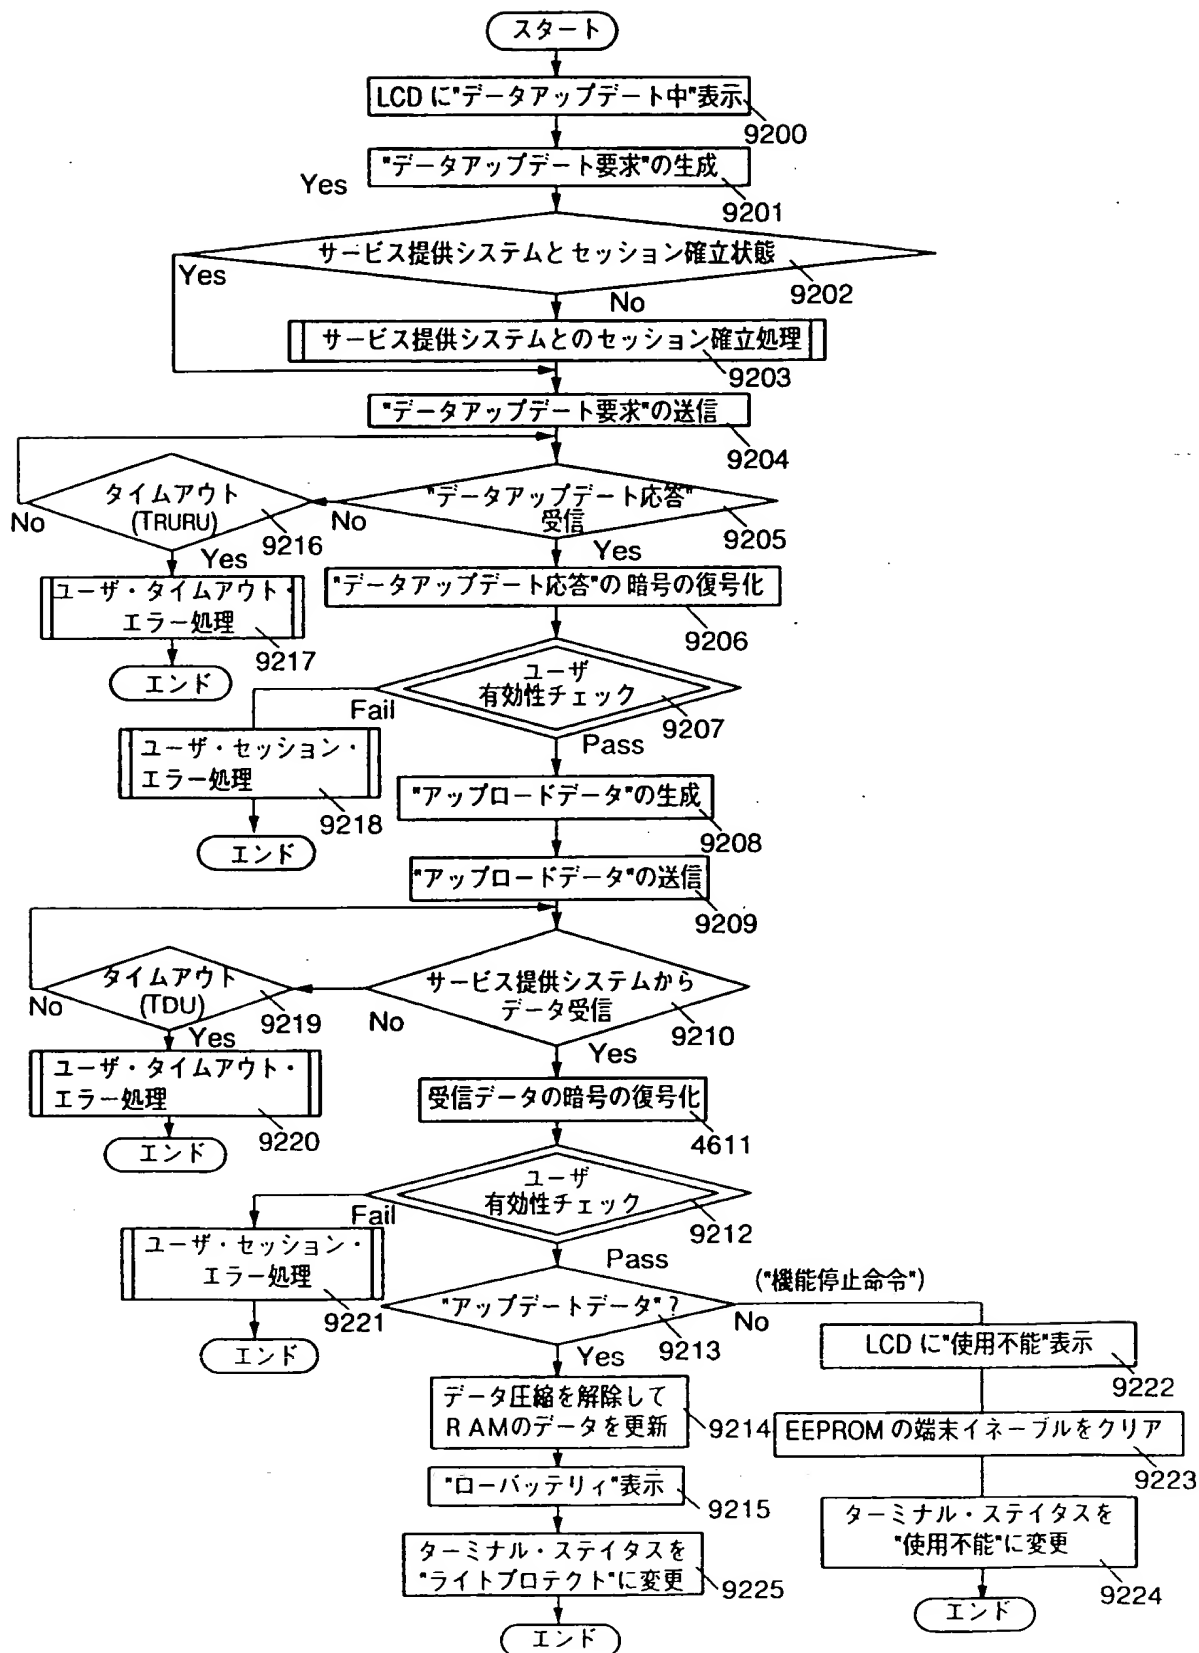 スタート
LCDに"データアップデート中"表示
9200
"データアップデート要求"の生成
9201
Yes
サービス提供システムとセッション確立状態
9202
Yes
No
サービス提供システムとのセッション確立処理
9203
"データアップデート要求"の送信
9204
"データアップデート応答"
受信
9205
No
Yes
タイムアウト
(TRURU)
9216
No
Yes
ユーザ・タイムアウト・
エラー処理
9217
エンド
"データアップデート応答"の暗号の復号化
9206
ユーザ
有効性チェック
9207
Fail
Pass
ユーザ・セッション・
エラー処理
9218
エンド
"アップロードデータ"の生成
9208
"アップロードデータ"の送信
9209
サービス提供システムから
データ受信
9210
No
Yes
タイムアウト
(TDU)
9219
No
Yes
ユーザ・タイムアウト・
エラー処理
9220
エンド
受信データの暗号の復号化
4611
ユーザ
有効性チェック
9212
Fail
Pass
ユーザ・セッション・
エラー処理
9221
エンド
"アップデートデータ"?
9213
("機能停止命令")
No
Yes
LCDに"使用不能"表示
9222
データ圧縮を解除して
RAMのデータを更新
9214
EEPROMの端末イネーブルをクリア
9223
"ローバッテリィ"表示
9215
ターミナル・ステイタスを
"使用不能"に変更
9224
ターミナル・ステイタスを
"ライトプロテクト"に変更
9225
エンド
エンド